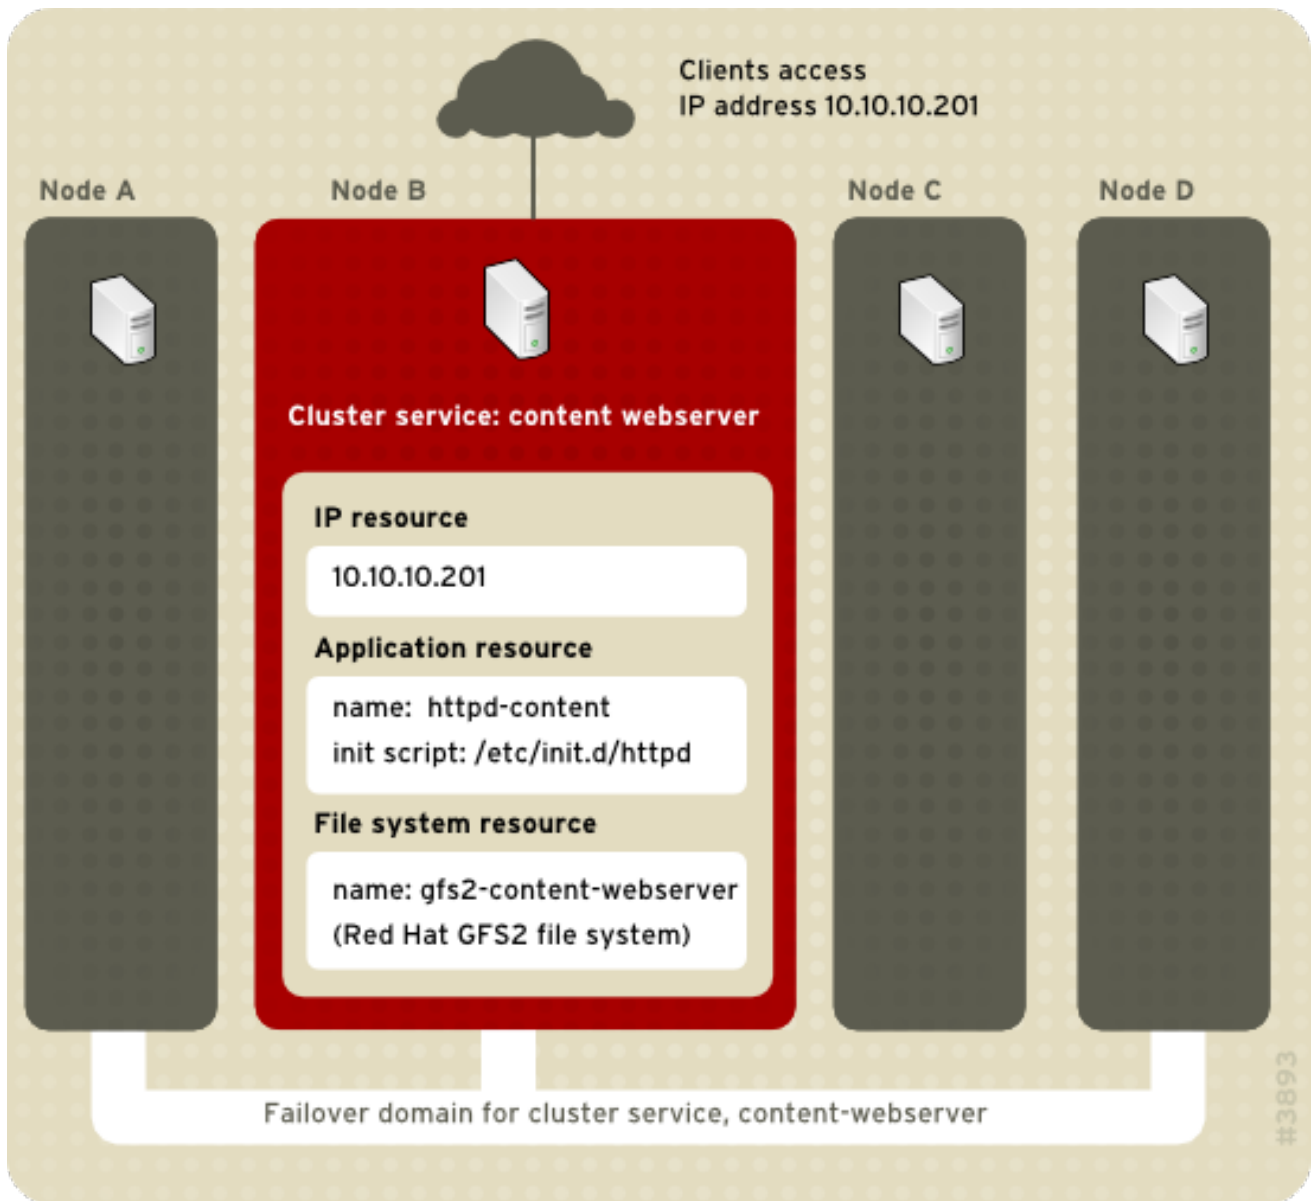 Clients access
IP address 10.10.10.201
Node A
Node B
Node C
Node D
Cluster service: content webserver
IP resource
10.10.10.201
Application resource
name:  httpd-content
init script: /etc/init.d/httpd
File system resource
name: gfs2-content-webserver
(Red Hat GFS2 file system)
Failover domain for cluster service, content-webserver
#3893